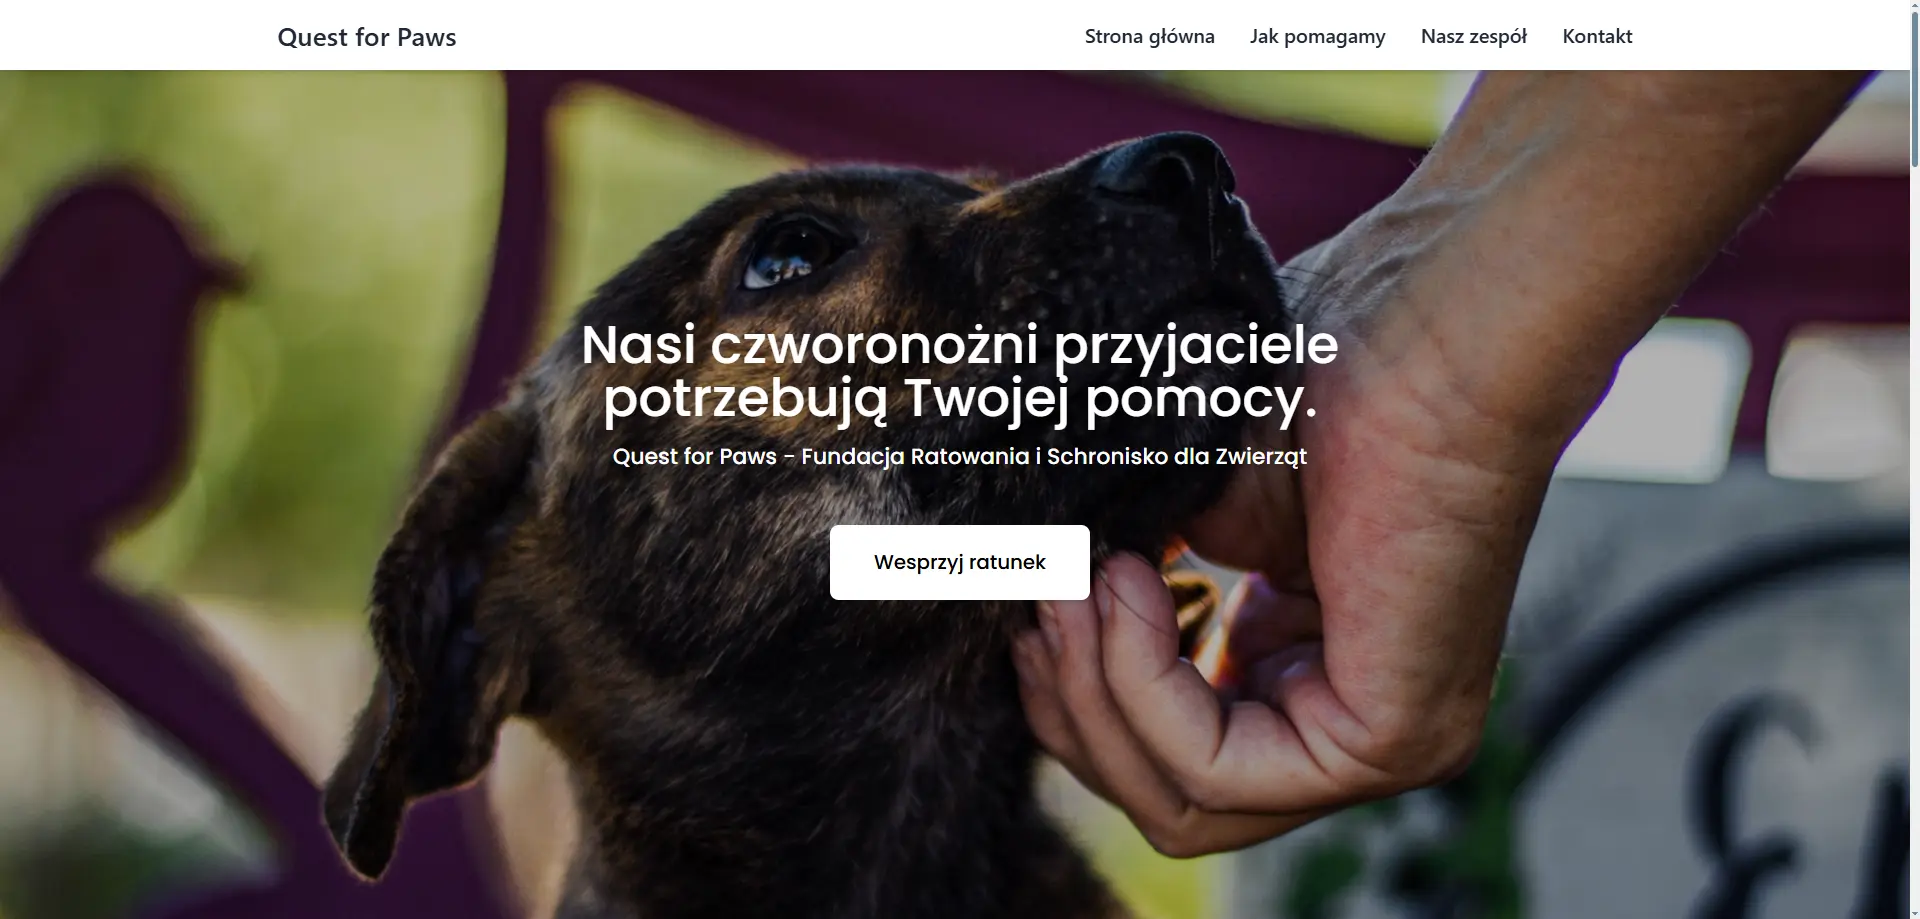 Quest for Paws
Strona główna
Jak pomagamy
Nasz zespół
Kontakt
Nasi czworonożni przyjaciele
potrzebują Twojej pomocy.
Quest for Paws - Fundacja Ratowania i Schronisko dla Zwierząt
Wesprzyj ratunek